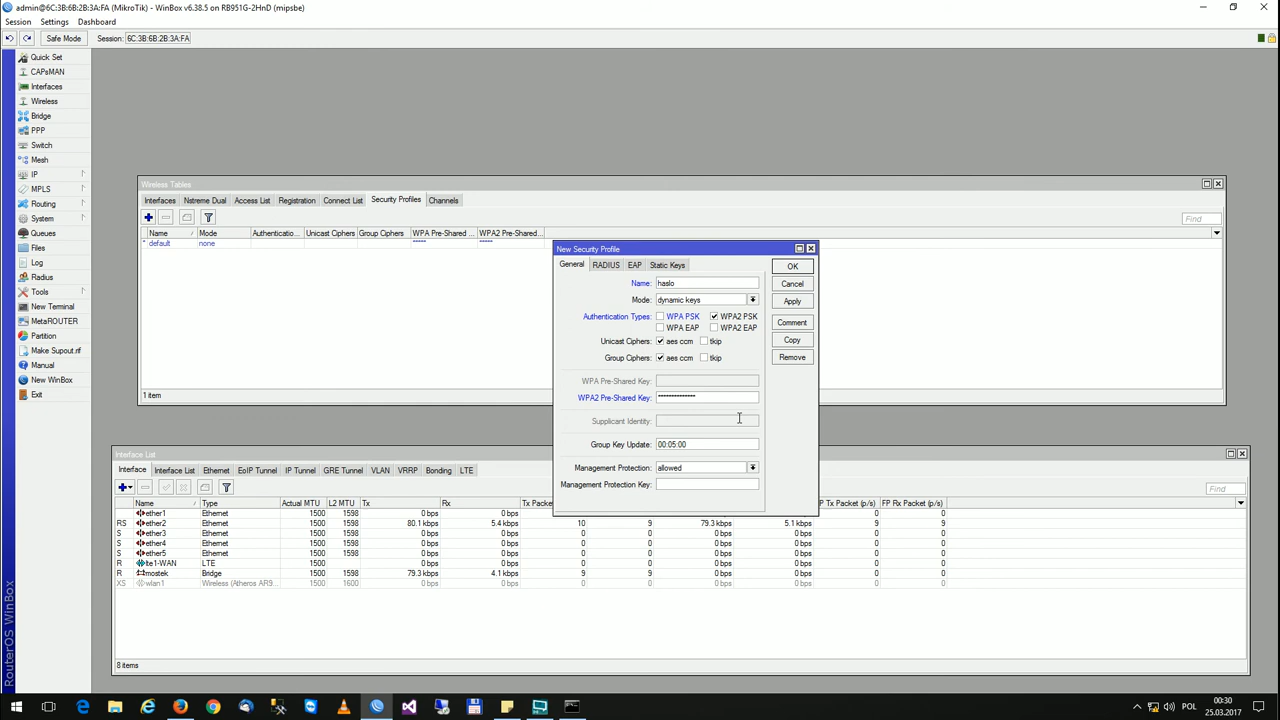 admin@6C:3B:6B:2B:3A:FA (MikroTik) - WinBox v6.38.5 on RB951G-2HnD (mipsbe)
Session Settings Dashboard
Safe Mode Session: 6C:3B:6B:2B:3A:FA
Quick Set
CAPsMAN
Interfaces
Wireless
Bridge
PPP
Switch
Mesh
IP
MPLS
Routing
System
Queues
Files
Log
Radius
Tools
New Terminal
MetaROUTER
Partition
Make Supout.rif
Manual
New WinBox
Exit
RouterOS WinBox
Wireless Tables
Interfaces Nstreme Dual Access List Registration Connect List Security Profiles Channels
Find
Name Mode Authenticatio... Unicast Ciphers Group Ciphers WPA Pre-Shared ... WPA2 Pre-Shared...
* default none ***** *****
1 item
New Security Profile
General RADIUS EAP Static Keys
Name: haslo
Mode: dynamic keys
Authentication Types: WPA PSK WPA2 PSK
WPA EAP WPA2 EAP
Unicast Ciphers: aes ccm tkip
Group Ciphers: aes ccm tkip
WPA Pre-Shared Key:
WPA2 Pre-Shared Key: **************
Supplicant Identity:
Group Key Update: 00:05:00
Management Protection: allowed
Management Protection Key:
OK
Cancel
Apply
Comment
Copy
Remove
Interface List
Interface Interface List Ethernet EoIP Tunnel IP Tunnel GRE Tunnel VLAN VRRP Bonding LTE
Find
Name Type Actual MTU L2 MTU Tx Rx Tx Packet (p/s) FP Rx Packet (p/s)
ether1 Ethernet 1500 1598 0 bps 0 bps 0 0 0 bps 0 bps 0 0
RS ether2 Ethernet 1500 1598 80.1 kbps 5.4 kbps 10 9 79.3 kbps 5.1 kbps 9 9
S ether3 Ethernet 1500 1598 0 bps 0 bps 0 0 0 bps 0 bps 0 0
S ether4 Ethernet 1500 1598 0 bps 0 bps 0 0 0 bps 0 bps 0 0
S ether5 Ethernet 1500 1598 0 bps 0 bps 0 0 0 bps 0 bps 0 0
R lte1-WAN LTE 1500 0 bps 0 bps 0 0 0 bps 0 bps 0 0
R mostek Bridge 1500 1598 79.3 kbps 4.1 kbps 9 9 0 bps 0 bps 0 0
XS wlan1 Wireless (Atheros AR9... 1500 1600 0 bps 0 bps 0 0 0 bps 0 bps 0 0
8 items
POL
00:30
25.03.2017